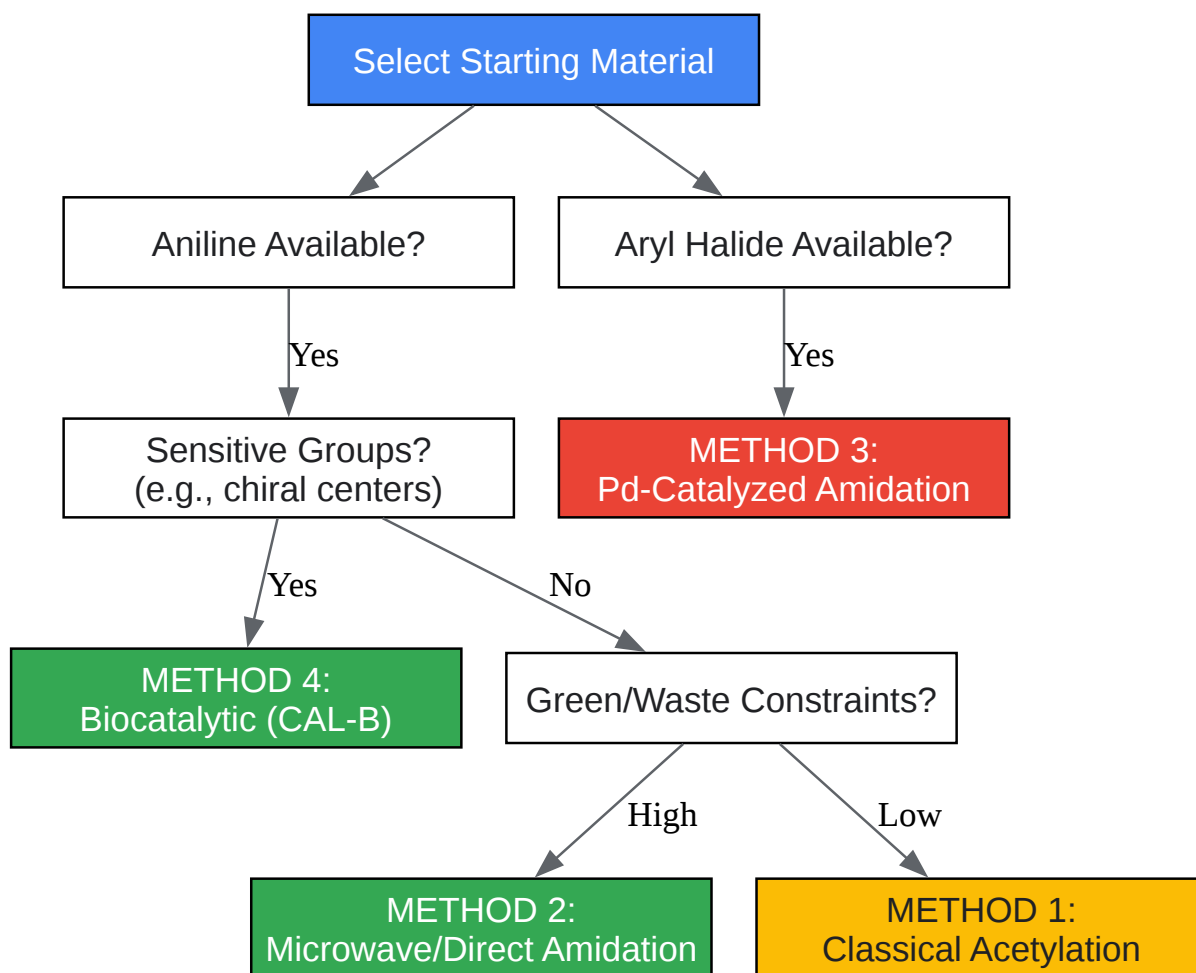 Select Starting Material
Aniline Available?
Aryl Halide Available?
Yes
Yes
Sensitive Groups?
(e.g., chiral centers)
METHOD 3:
Pd-Catalyzed Amidation
Yes
No
METHOD 4:
Biocatalytic (CAL-B)
Green/Waste Constraints?
High
Low
METHOD 2:
Microwave/Direct Amidation
METHOD 1:
Classical Acetylation